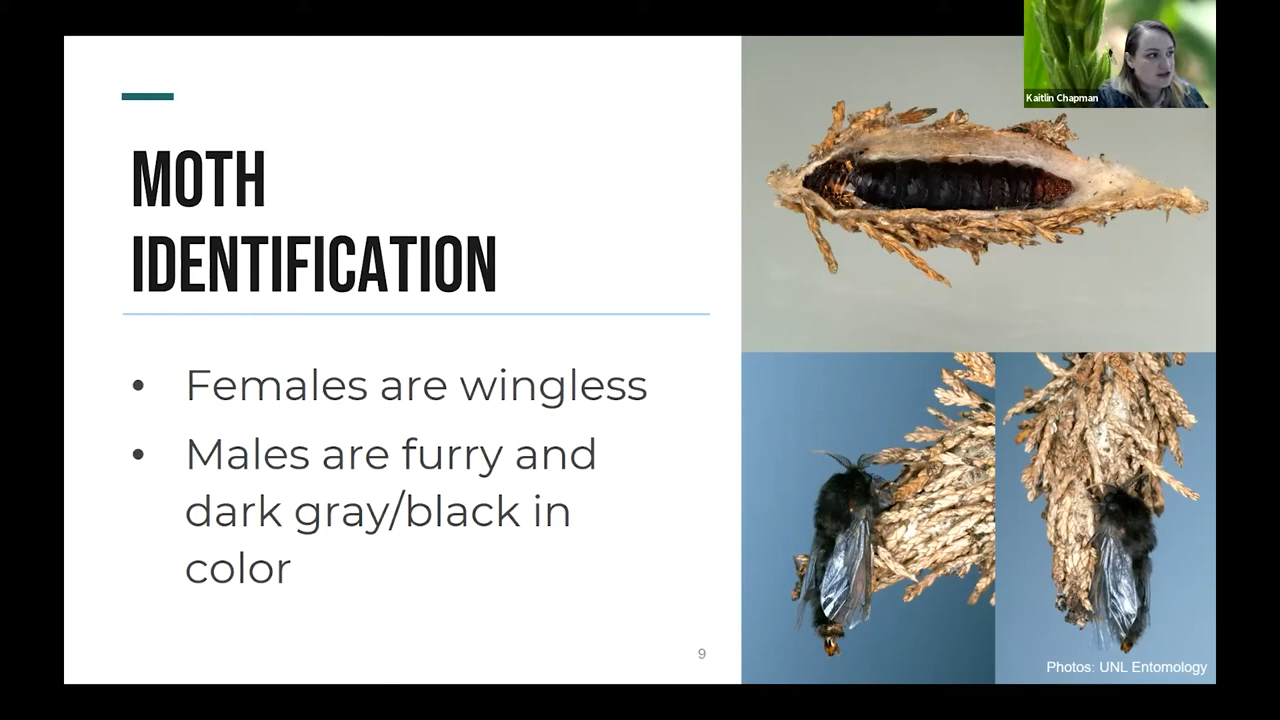 Kaitlin Chapman
MOTH
IDENTIFICATION
• Females are wingless
• Males are furry and
dark gray/black in
color
9
Photos: UNL Entomology